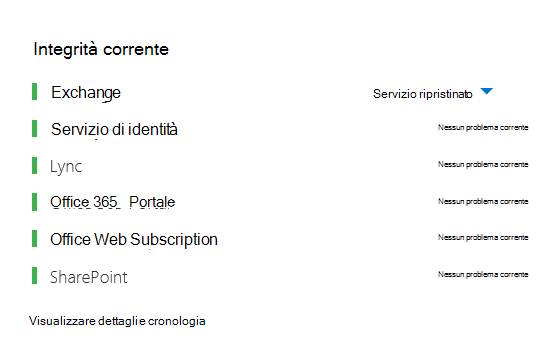 Integrità corrente
Exchange Servizio ripristinato
Servizio di identità Nessun problema corrente
Lync Nessun problema corrente
Office 365 Portale Nessun problema corrente
Office Web Subscription Nessun problema corrente
SharePoint Nessun problema corrente
Visualizzare dettagli e cronologia